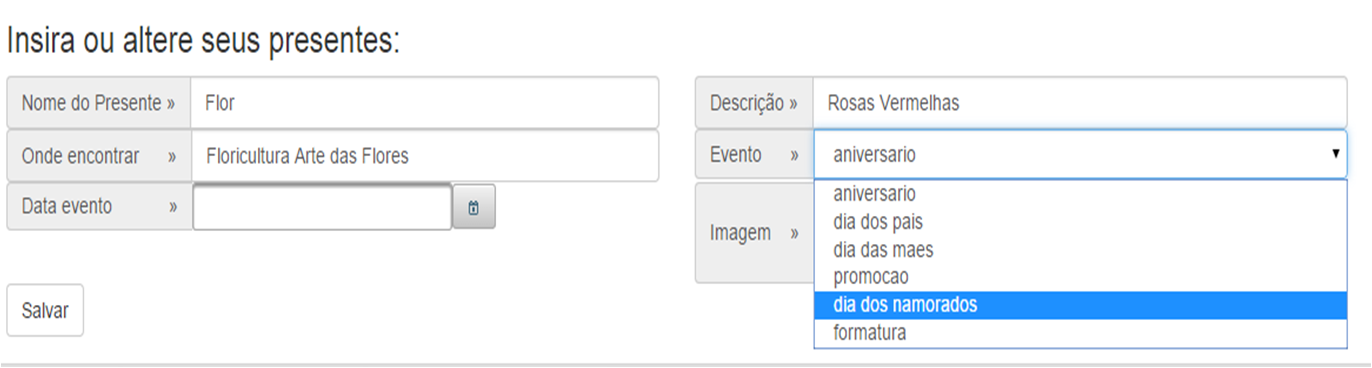 Insira ou altere seus presentes:
Nome do Presente » Flor
Descrição » Rosas Vermelhas
Onde encontrar » Floricultura Arte das Flores
Evento » aniversario
Data evento »
Imagem »
aniversario
dia dos pais
dia das maes
promocao
dia dos namorados
formatura
Salvar